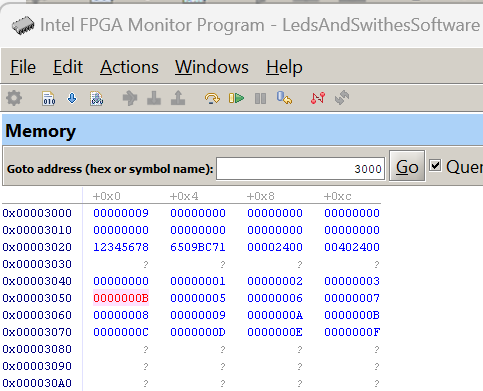 Intel FPGA Monitor Program - LedsAndSwithesSoftware
File Edit Actions Windows Help
Memory
Goto address (hex or symbol name): 3000 Go Quer
+0x0 +0x4 +0x8 +0xc
0x00003000 00000009 00000000 00000000 00000000
0x00003010 00000000 00000000 00000000 00000000
0x00003020 12345678 6509BC71 00002400 00402400
0x00003030 ? ? ? ?
0x00003040 00000000 00000001 00000002 00000003
0x00003050 0000000B 00000005 00000006 00000007
0x00003060 00000008 00000009 0000000A 0000000B
0x00003070 0000000C 0000000D 0000000E 0000000F
0x00003080 ? ? ? ?
0x00003090 ? ? ? ?
0x000030A0 ? ? ? ?